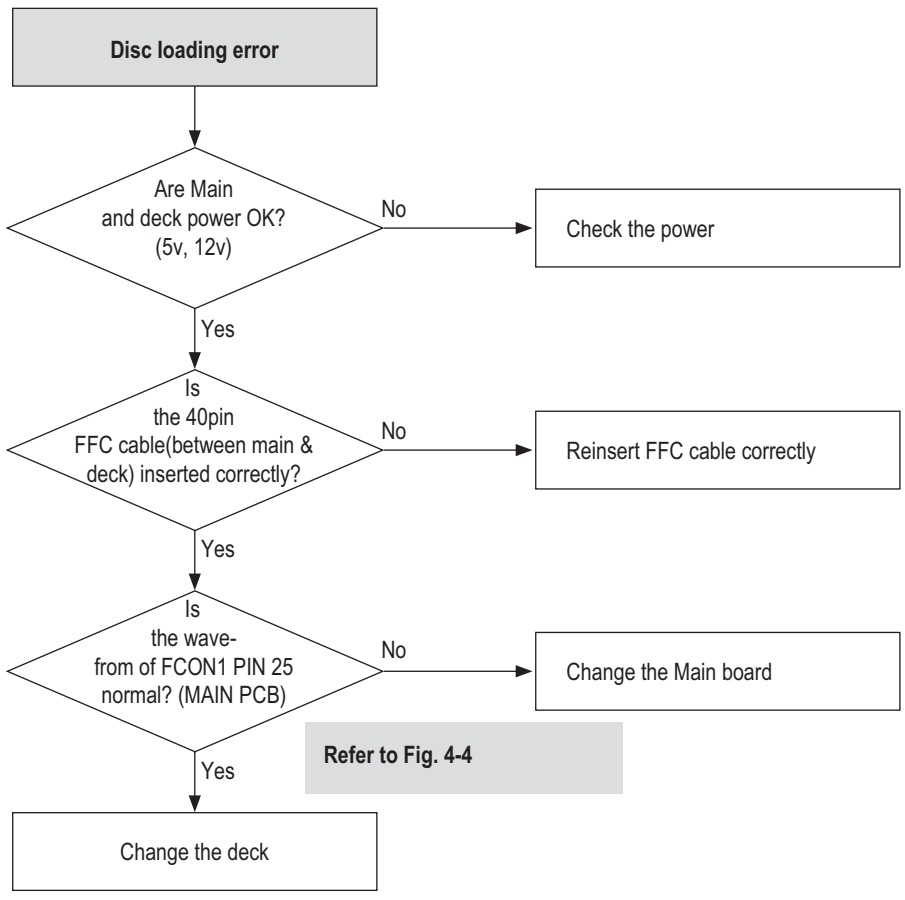 Disc loading error
Are Main
and deck power OK?
(5v, 12v)
No
Check the power
Yes
Is
the 40pin
FFC cable(between main &
deck) inserted correctly?
No
Reinsert FFC cable correctly
Yes
Is
the wave-
from of FCON1 PIN 25
normal? (MAIN PCB)
No
Change the Main board
Refer to Fig. 4-4
Yes
Change the deck